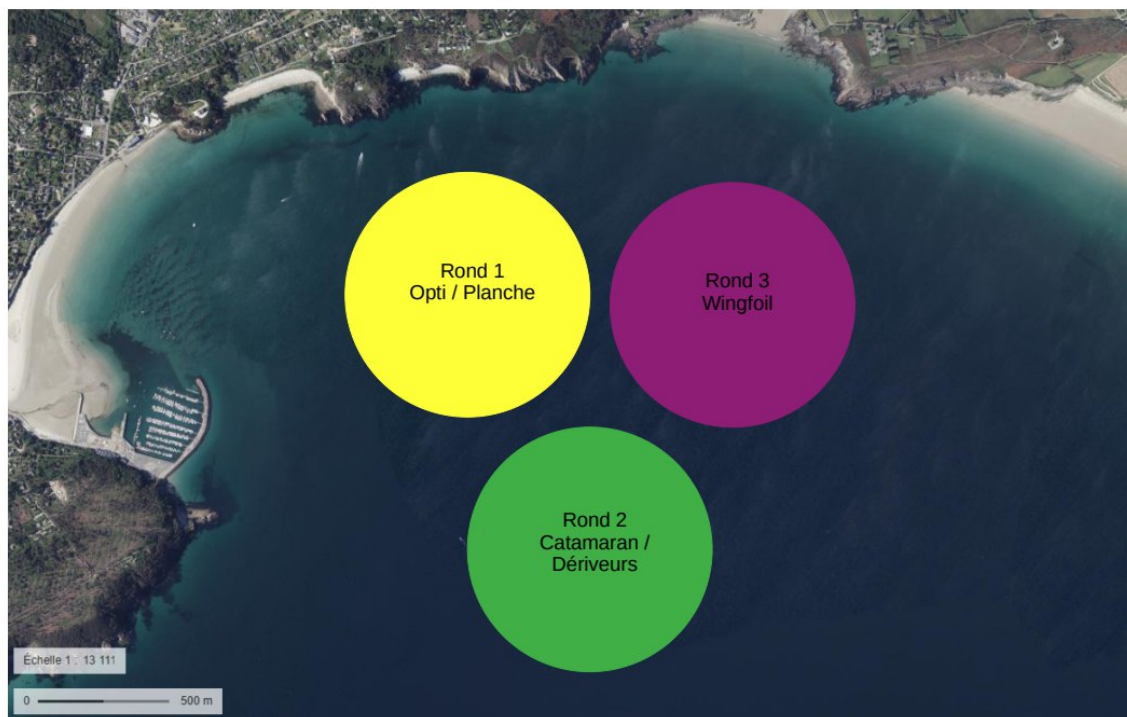 Rond 1
Opti / Planche
Rond 3
Wingfoil
Rond 2
Catamaran /
Dériveurs
Échelle 1 : 13 111
0 500 m